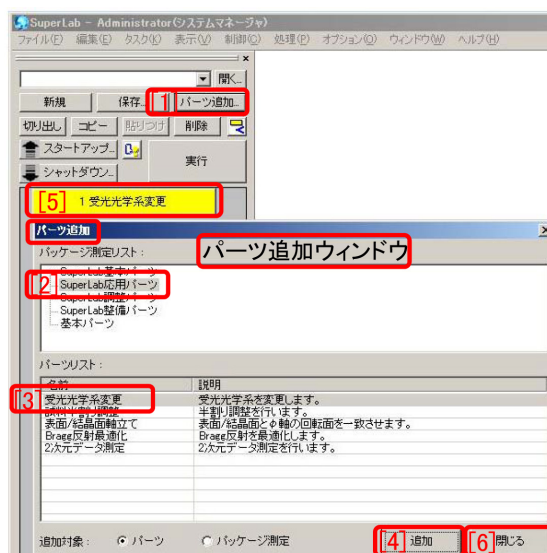 SuperLab - Administrator(システムマネージャ)
ファイル(F) 編集(E) タスク(K) 表示(V) 制御(C) 処理(P) オプション(O) ウィンドウ(W) ヘルプ(H)
開く...
新規 保存... [1] パーツ追加...
切り出し コピー 貼りつけ 削除
スタートアップ... 実行
シャットダウン...
[5] 1 受光光学系変更
パーツ追加
パッケージ測定リスト: パーツ追加ウィンドウ
SuperLab基本パーツ
[2] SuperLab応用パーツ
SuperLab調整パーツ
SuperLab整備パーツ
基本パーツ
パーツリスト:
名前 説明
[3] 受光光学系変更 受光光学系を変更します。
試料半割り調整 半割り調整を行います。
表面/結晶面軸立て 表面/結晶面とφ軸の回転面を一致させます。
Bragg反射最適化 Bragg反射を最適化します。
2次元データ測定 2次元データ測定を行います。
追加対象: パーツ パッケージ測定 [4] 追加 [6] 閉じる